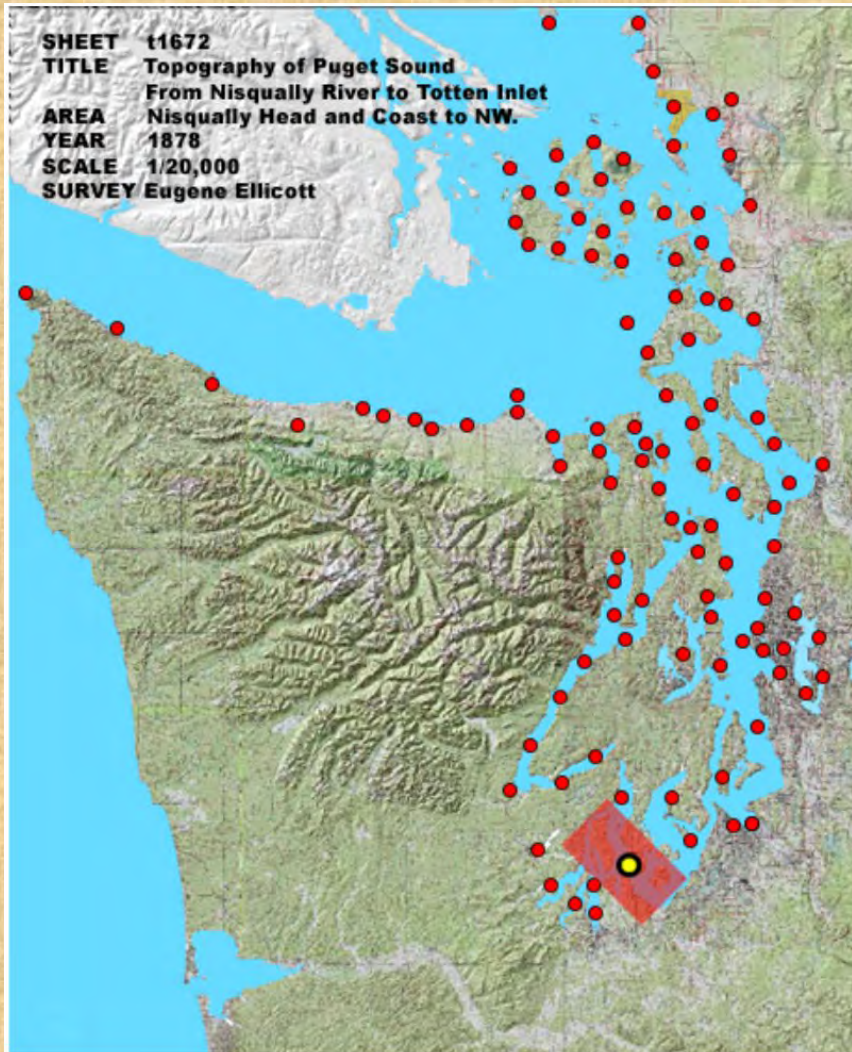 SHEET t1672
TITLE Topography of Puget Sound
From Nisqually River to Totten Inlet
AREA Nisqually Head and Coast to NW.
YEAR 1878
SCALE 1/20,000
SURVEY Eugene Ellicott